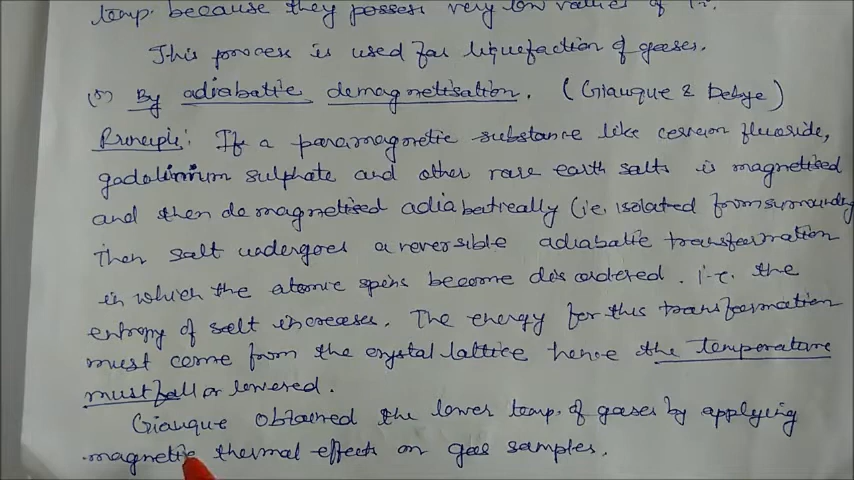 temp. because they possess very low values of Ti.
This process is used for liquefaction of gases.
By adiabatic demagnetisation. (Giauque & Debye)
Principle: If a paramagnetic substance like cerium fluoride,
gadolinium sulphate and other rare earth salts is magnetised
and then demagnetised adiabatically (i.e. isolated from surrounding
Then salt undergoes a reversible adiabatic transformation
in which the atomic spins become disordered. i.e. the
entropy of salt increases. The energy for this transformation
must come from the crystal lattice hence the temperature
must fall or lowered.
Giauque obtained the lower temp. of gases by applying
magnetic thermal effects on gas samples.